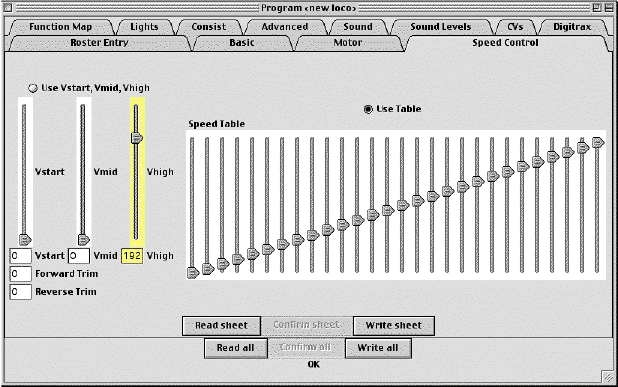 Program <new loco>
Function Map Lights Consist Advanced Sound Sound Levels CVs Digitrax
Roster Entry Basic Motor Speed Control
Use Vstart, Vmid, Vhigh
Use Table
Speed Table
Vstart Vmid Vhigh
0 Vstart 0 Vmid 192 Vhigh
0 Forward Trim
0 Reverse Trim
Read sheet Confirm sheet Write sheet
Read all Confirm all Write all
OK